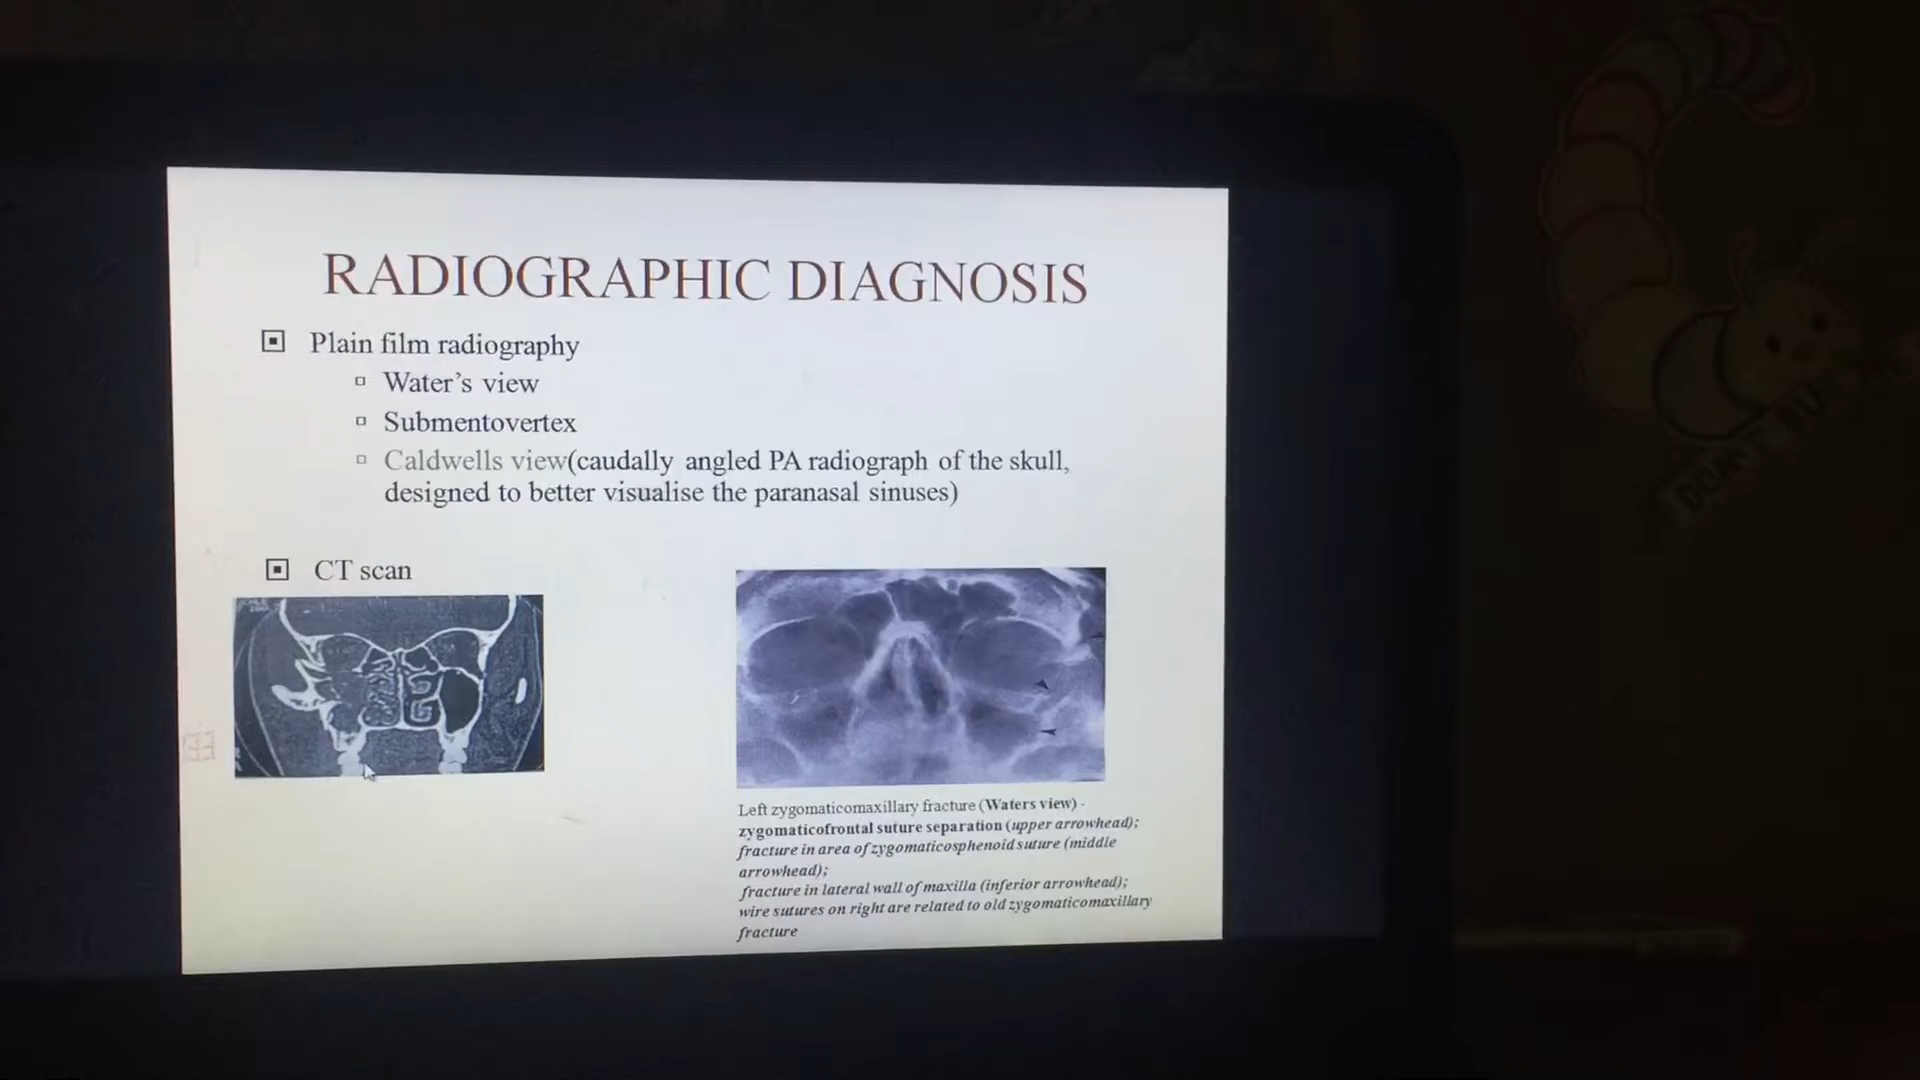 RADIOGRAPHIC DIAGNOSIS
Plain film radiography
Water's view
Submentovertex
Caldwells view(caudally angled PA radiograph of the skull,
designed to better visualise the paranasal sinuses)
CT scan
Left zygomaticomaxillary fracture (Waters view) -
zygomaticofrontal suture separation (upper arrowhead);
fracture in area of zygomaticosphenoid suture (middle
arrowhead);
fracture in lateral wall of maxilla (inferior arrowhead);
wire sutures on right are related to old zygomaticomaxillary
fracture